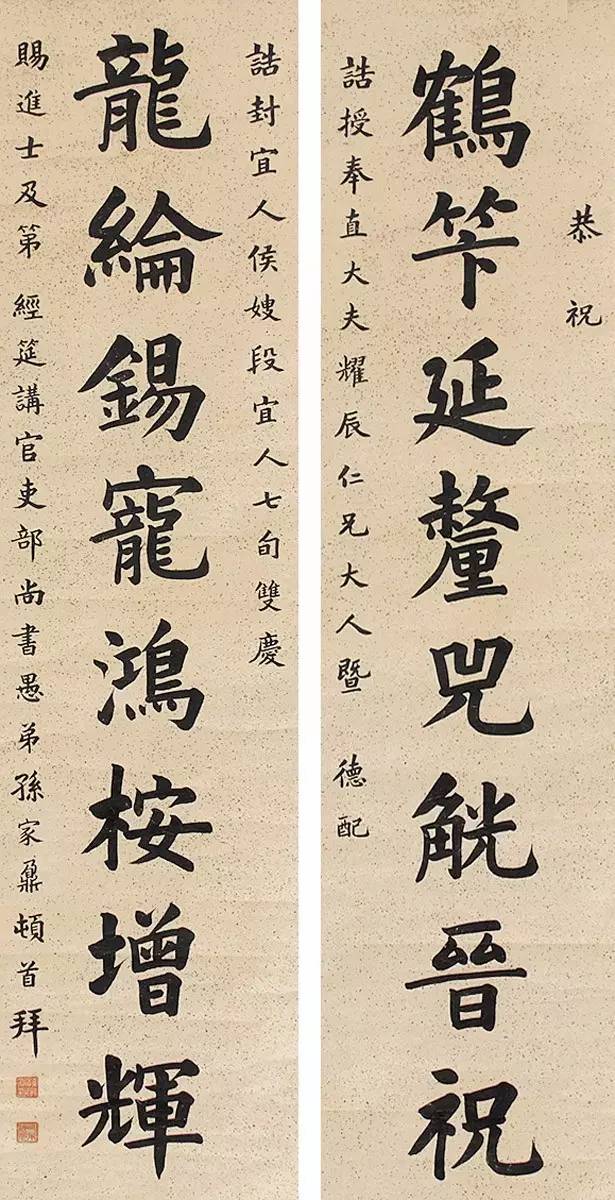 恭祝
鶴筭延釐兕觥晉祝
誥授奉直大夫耀辰仁兄大人暨 德配
誥封宜人侯嫂段宜人七旬雙慶
龍綸錫寵鴻桉增輝
賜進士及第經筵講官吏部尚書愚弟孫家鼐頓首拜